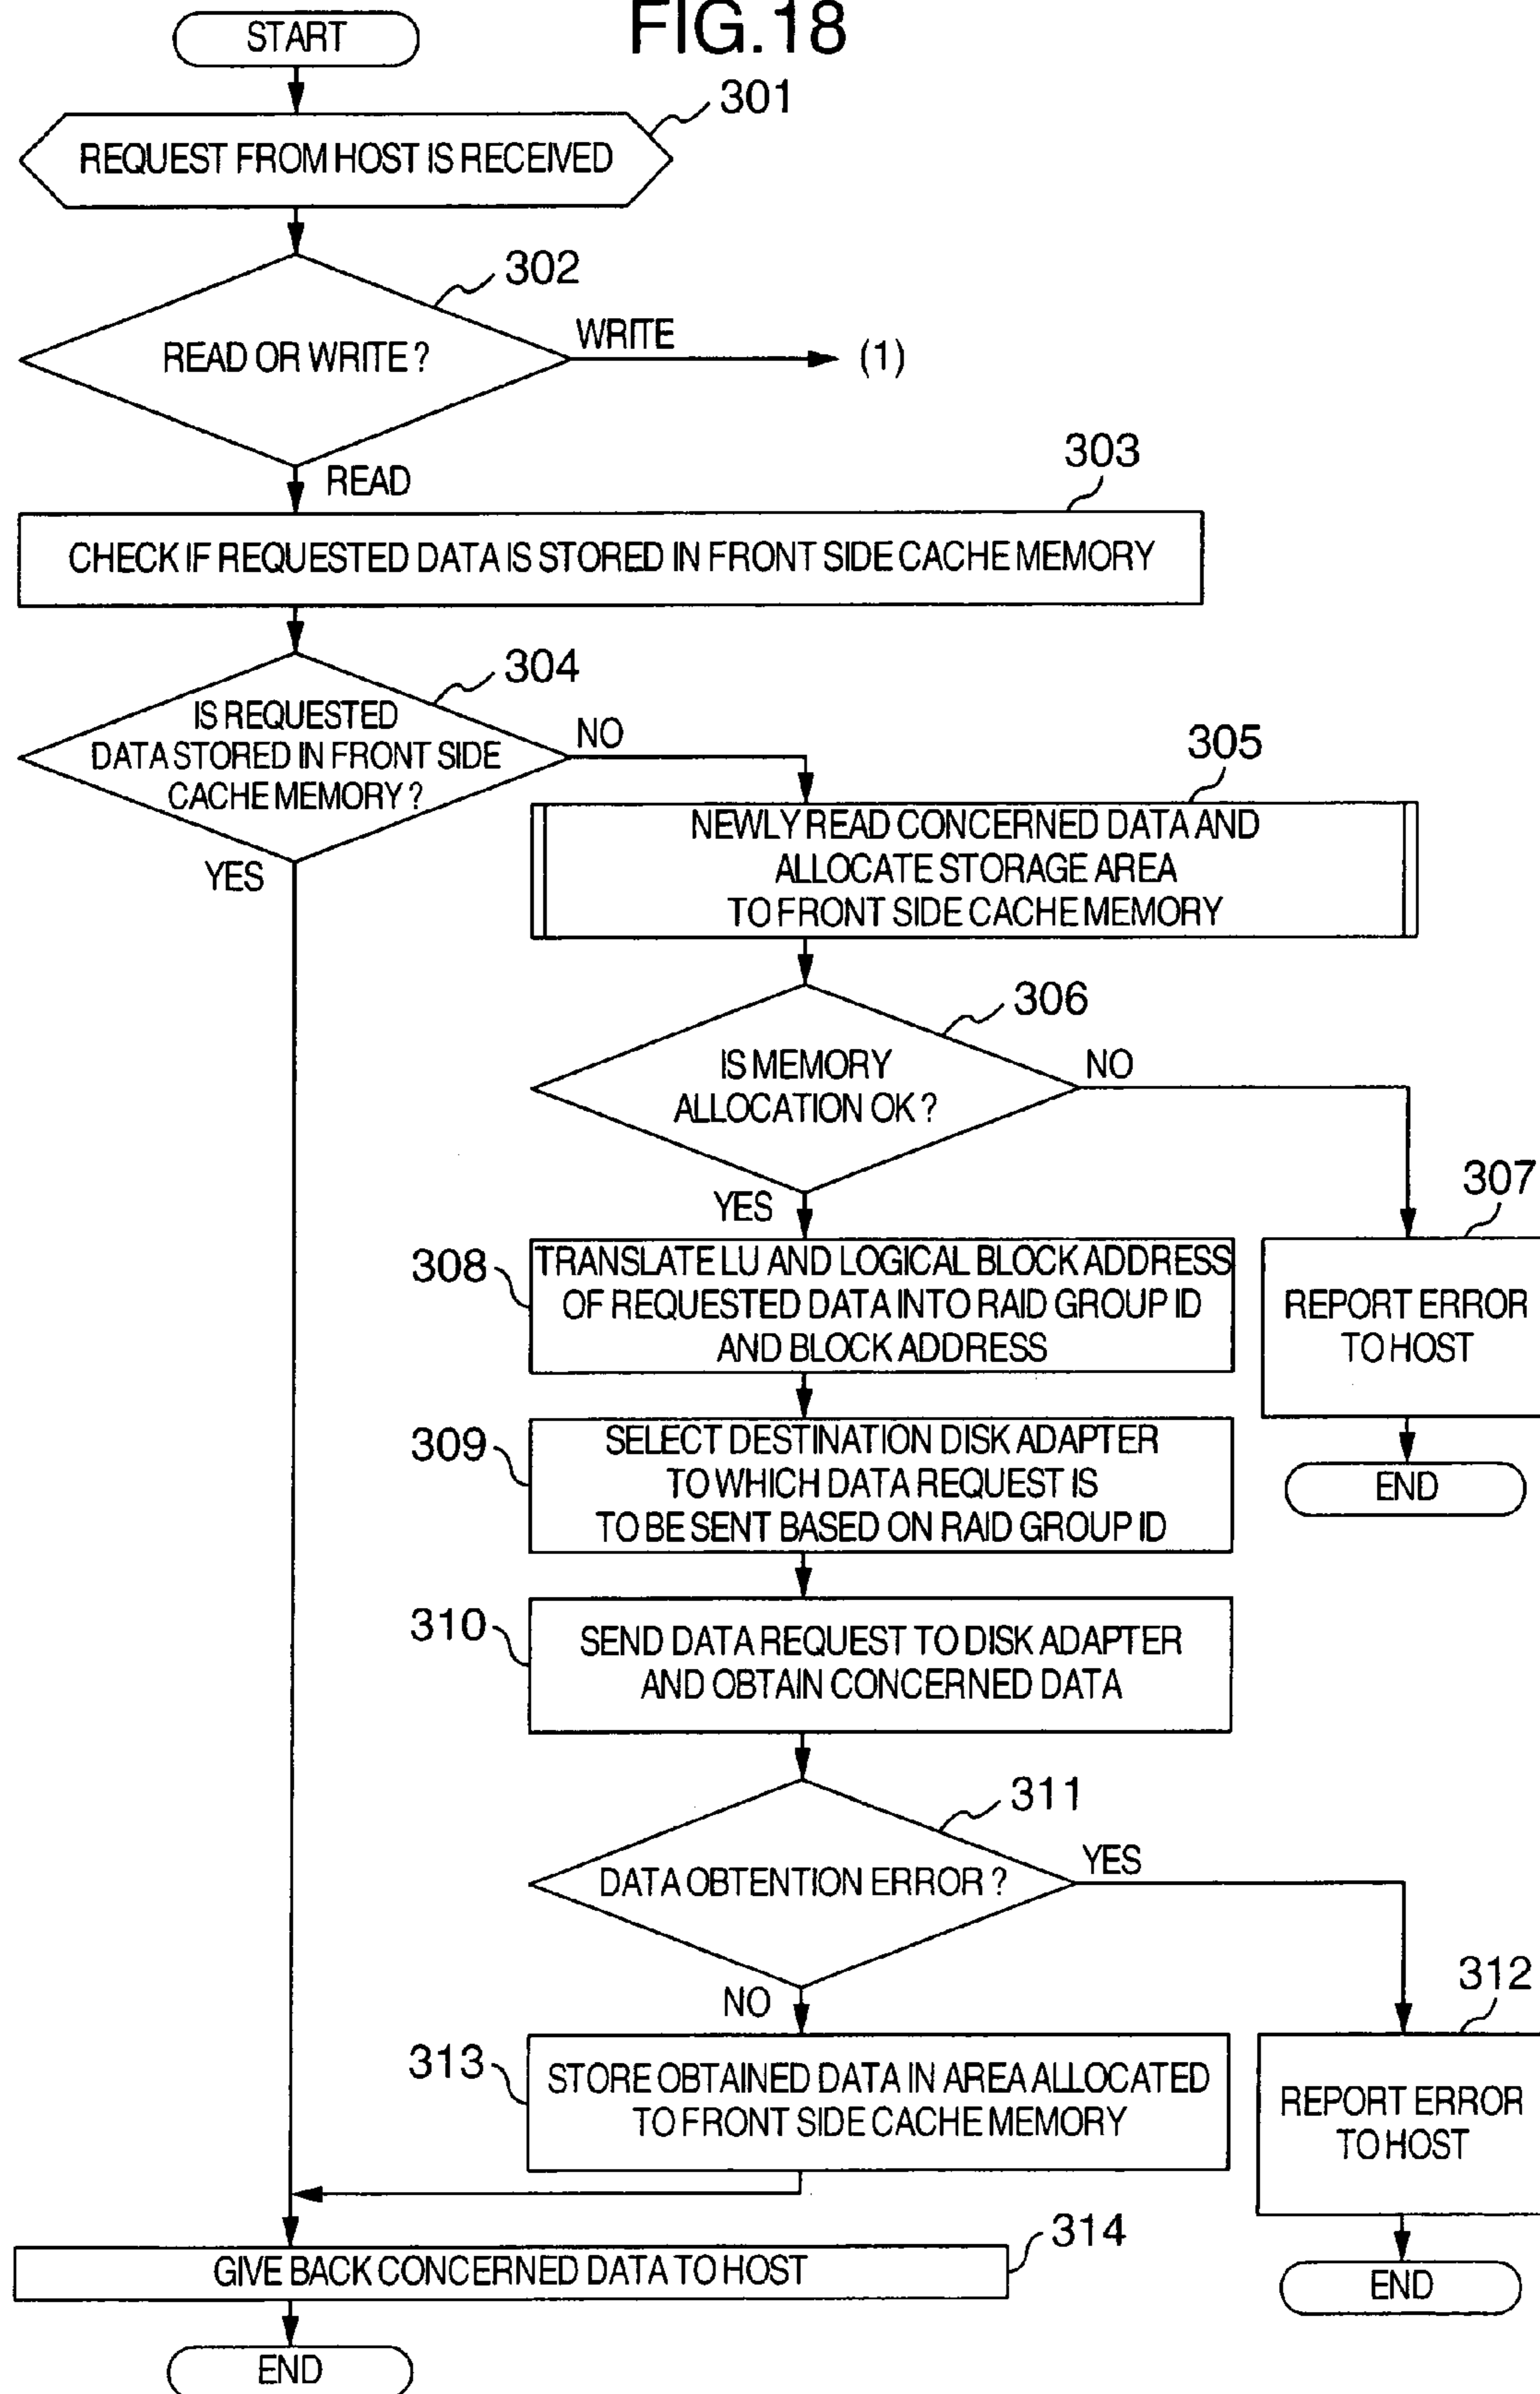 FIG.18
START
301
REQUEST FROM HOST IS RECEIVED
302
READ OR WRITE ?
WRITE
(1)
READ
303
CHECK IF REQUESTED DATA IS STORED IN FRONT SIDE CACHE MEMORY
304
IS REQUESTED
DATA STORED IN FRONT SIDE
CACHE MEMORY ?
NO
YES
305
NEWLY READ CONCERNED DATA AND
ALLOCATE STORAGE AREA
TO FRONT SIDE CACHE MEMORY
306
IS MEMORY
ALLOCATION OK ?
NO
YES
307
REPORT ERROR
TO HOST
END
308
TRANSLATE LU AND LOGICAL BLOCK ADDRESS
OF REQUESTED DATA INTO RAID GROUP ID
AND BLOCK ADDRESS
309
SELECT DESTINATION DISK ADAPTER
TO WHICH DATA REQUEST IS
TO BE SENT BASED ON RAID GROUP ID
310
SEND DATA REQUEST TO DISK ADAPTER
AND OBTAIN CONCERNED DATA
311
DATA OBTENTION ERROR ?
YES
NO
312
REPORT ERROR
TO HOST
END
313
STORE OBTAINED DATA IN AREA ALLOCATED
TO FRONT SIDE CACHE MEMORY
314
GIVE BACK CONCERNED DATA TO HOST
END